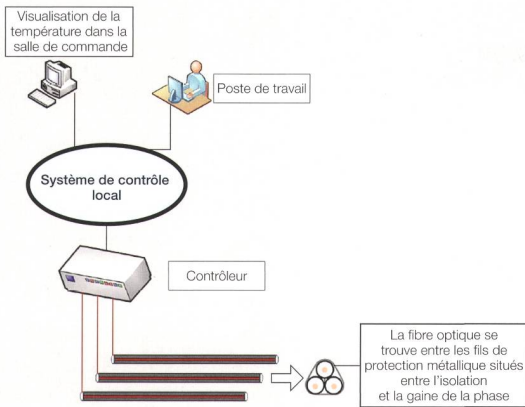 Visualisation de la
température dans la
salle de commande
Poste de travail
Système de contrôle
local
Contrôleur
La fibre optique se
trouve entre les fils de
protection métallique situés
entre l'isolation
et la gaine de la phase